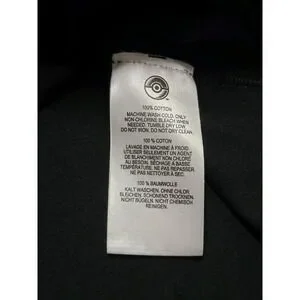 100% COTTON
MACHINE WASH COLD. ONLY
NON-CHLORINE BLEACH WHEN
NEEDED. TUMBLE DRY LOW.
DO NOT IRON. DO NOT DRY CLEAN.
100 % COTON
LAVAGE EN MACHINE À FROID.
UTILISER SEULEMENT UN AGENT
DE BLANCHIMENT NON CHLORÉ
AU BESOIN. SÉCHAGE À BASSE
TEMPÉRATURE. NE PAS REPASSER.
NE PAS NETTOYER À SEC.
100 % BAUMWOLLE
KALT WASCHEN. OHNE CHLOR
BLEICHEN. SCHONEND TROCKNEN.
NICHT BÜGELN. NICHT CHEMISCH
REINIGEN.